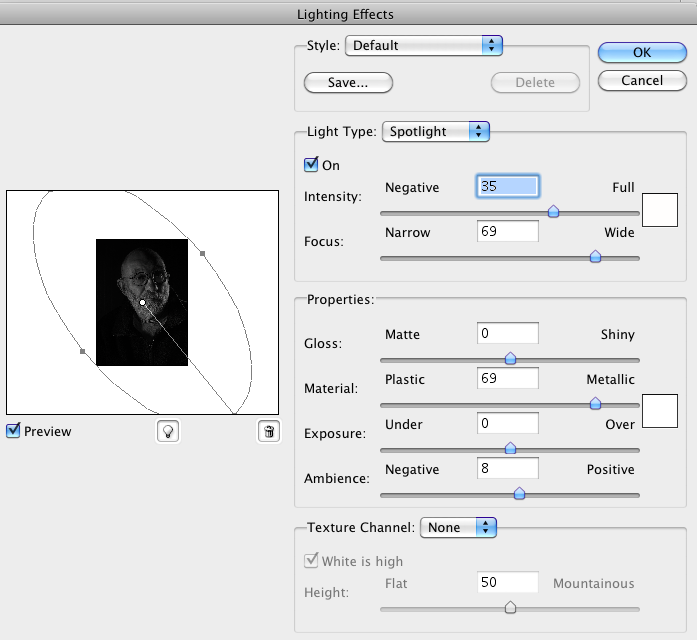 Lighting Effects
Style: Default
OK
Save...
Delete
Cancel
Light Type: Spotlight
On
Intensity: Negative 35 Full
Focus: Narrow 69 Wide
Properties:
Gloss: Matte 0 Shiny
Material: Plastic 69 Metallic
Exposure: Under 0 Over
Ambience: Negative 8 Positive
Preview
Texture Channel: None
White is high
Height: Flat 50 Mountainous